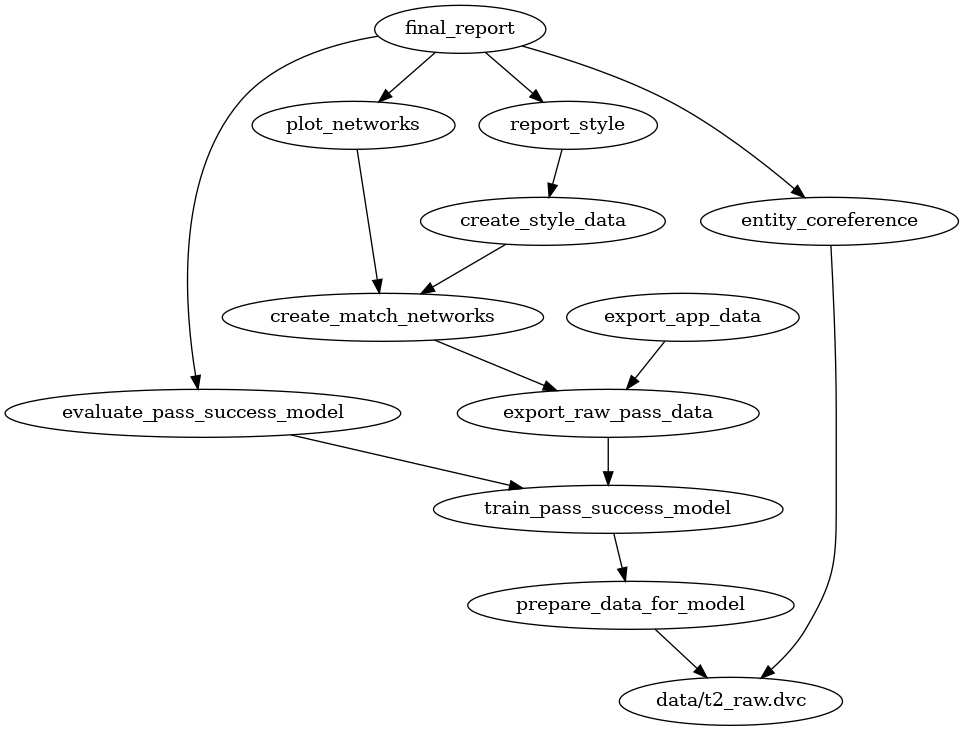 final_report
plot_networks
report_style
create_style_data
entity_coreference
create_match_networks
export_app_data
evaluate_pass_success_model
export_raw_pass_data
train_pass_success_model
prepare_data_for_model
data/t2_raw.dvc